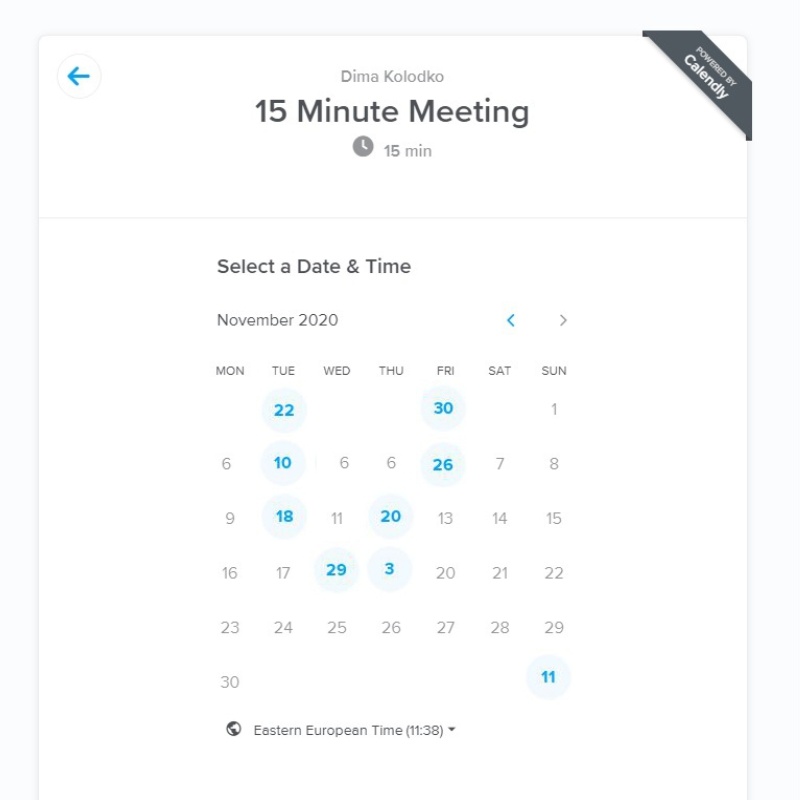 POWERED BY
Calendly
Dima Kolodko
15 Minute Meeting
15 min
Select a Date & Time
November 2020
MON TUE WED THU FRI SAT SUN
22 30 1
6 10 6 6 26 7 8
9 18 11 20 13 14 15
16 17 29 3 20 21 22
23 24 25 26 27 28 29
30 11
Eastern European Time (11:38)